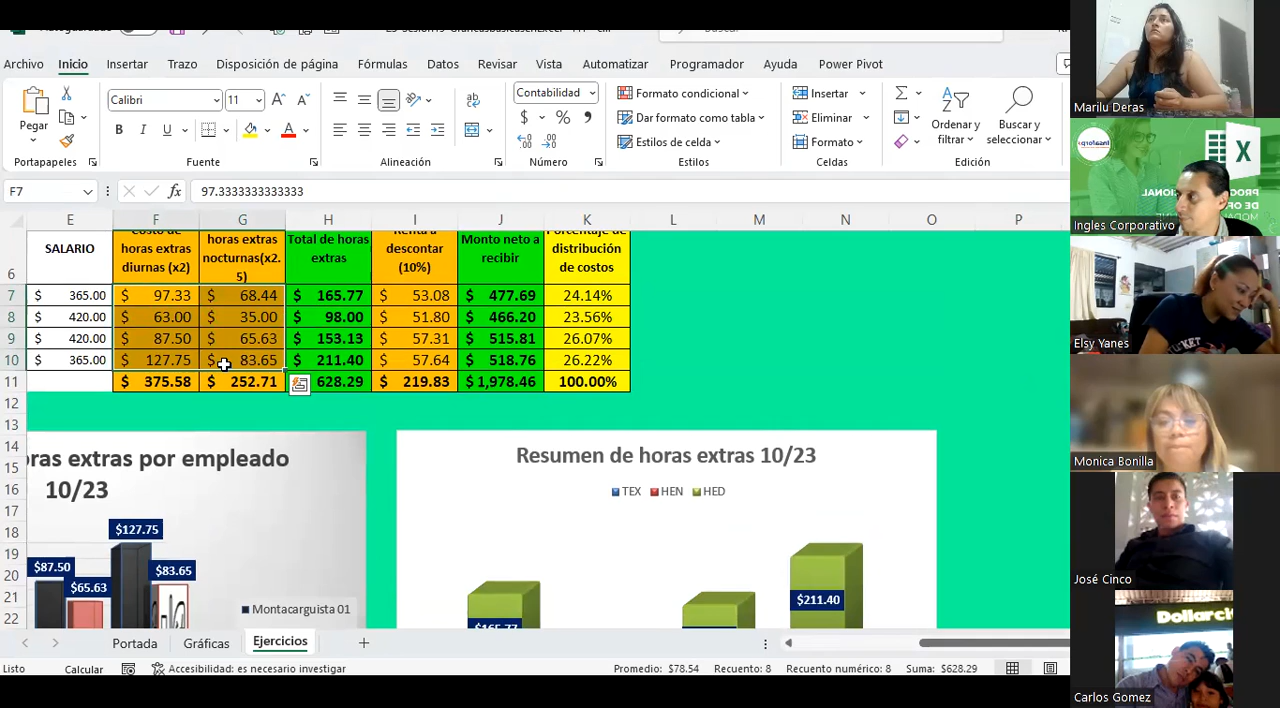 Archivo Inicio Insertar Trazo Disposición de página Fórmulas Datos Revisar Vista Automatizar Programador Ayuda Power Pivot
Pegar
Portapapeles
Calibri 11
N K S
Fuente
Alineación
Contabilidad
$ % 000
Número
Formato condicional
Dar formato como tabla
Estilos de celda
Estilos
Insertar
Eliminar
Formato
Celdas
Ordenar y filtrar
Buscar y seleccionar
Edición
F7 fx 97.3333333333333
E F G H I J K L M N O P
6 SALARIO
horas extras diurnas (x2)
horas extras nocturnas(x2.5)
Total de horas extras
descontar (10%)
Monto neto a recibir
Porcentaje de distribución de costos
7 $ 365.00 $ 97.33 $ 68.44 $ 165.77 $ 53.08 $ 477.69 24.14%
8 $ 420.00 $ 63.00 $ 35.00 $ 98.00 $ 51.80 $ 466.20 23.56%
9 $ 420.00 $ 87.50 $ 65.63 $ 153.13 $ 57.31 $ 515.81 26.07%
10 $ 365.00 $ 127.75 $ 83.65 $ 211.40 $ 57.64 $ 518.76 26.22%
11 $ 375.58 $ 252.71 628.29 $ 219.83 $ 1,978.46 100.00%
12
13
14
15
16
17
18
19
20
21
22
extras por empleado
10/23
$127.75
$87.50
$83.65
$65.63
Montacarguista 01
Resumen de horas extras 10/23
TEX HEN HED
$211.40
Portada Gráficas Ejercicios +
Listo Calcular Accesibilidad: es necesario investigar Promedio: $78.54 Recuento: 8 Recuento numérico: 8 Suma: $628.29
Marilu Deras
Ingles Corporativo
Elsy Yanes
Monica Bonilla
José Cinco
Dollarci
Carlos Gomez